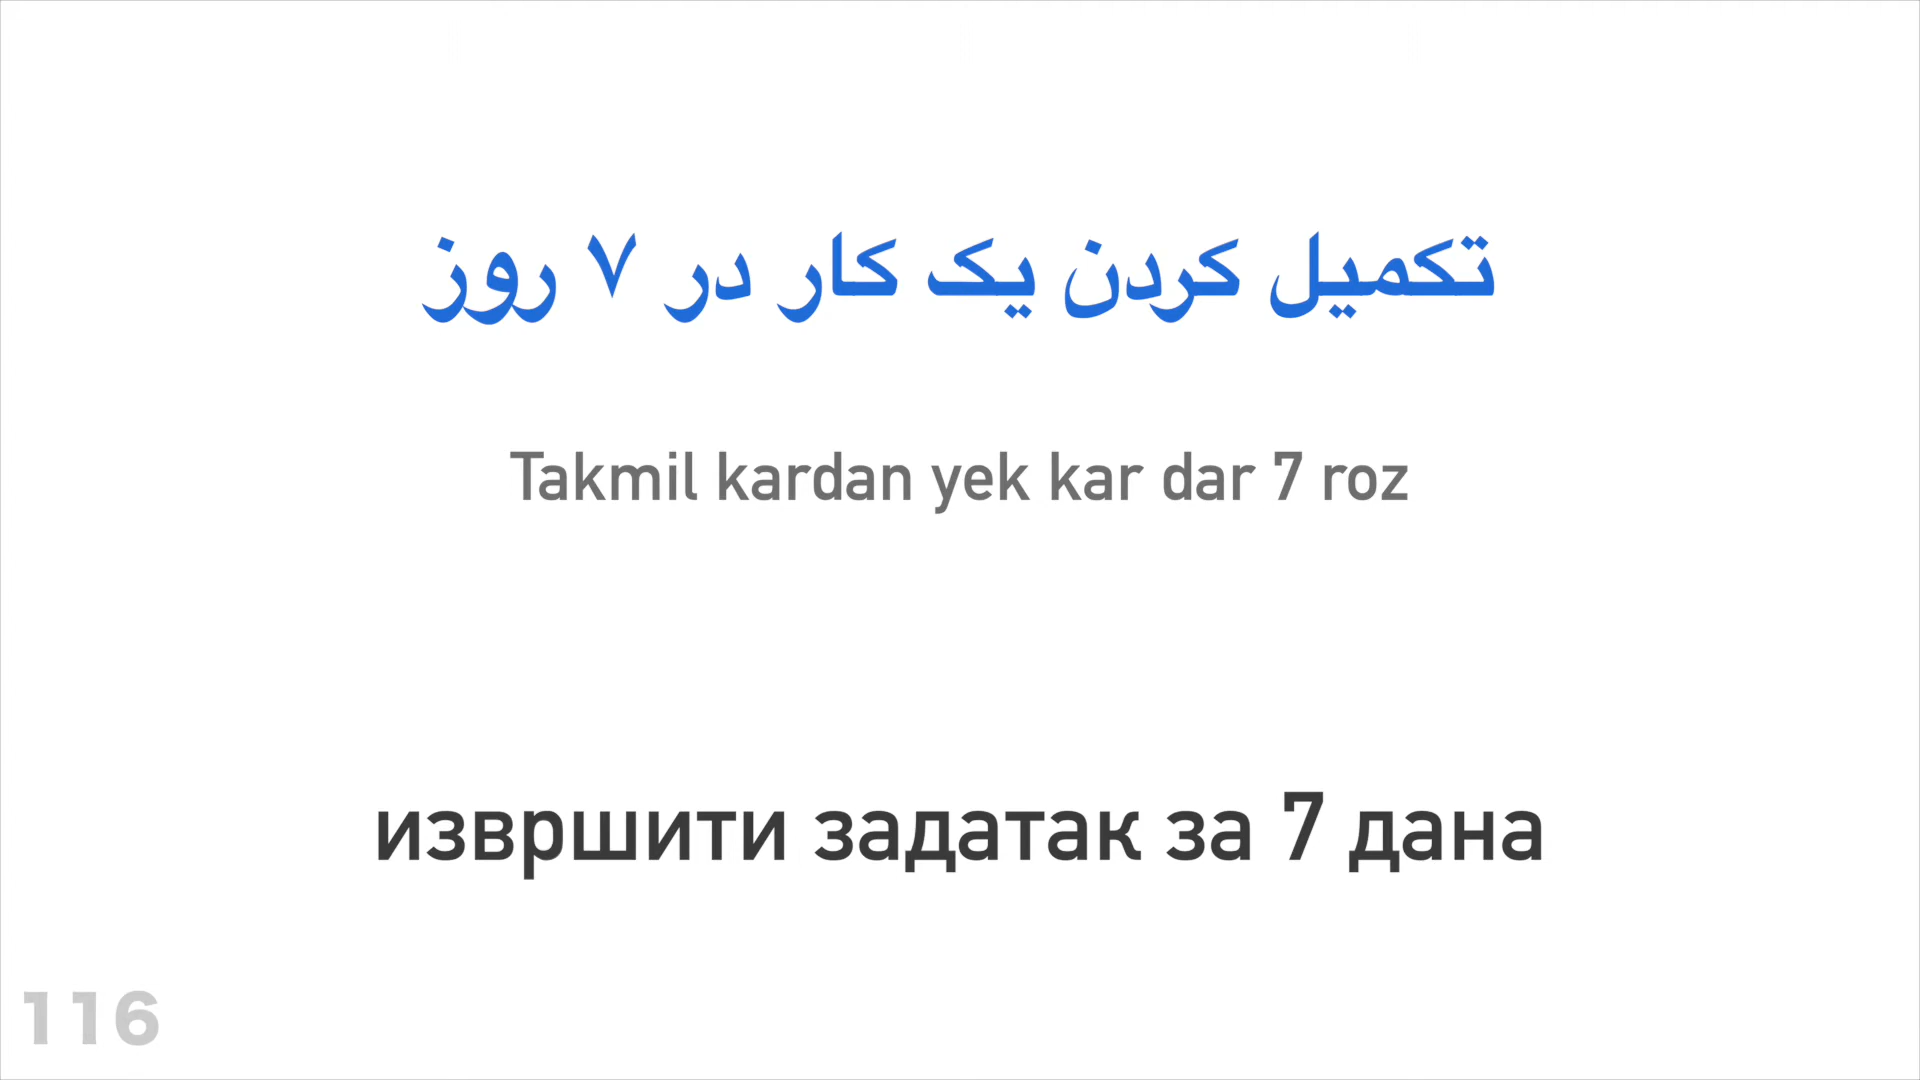 تکمیل کردن یک کار در ۷ روز
Takmil kardan yek kar dar 7 roz
извршити задатак за 7 дана
116